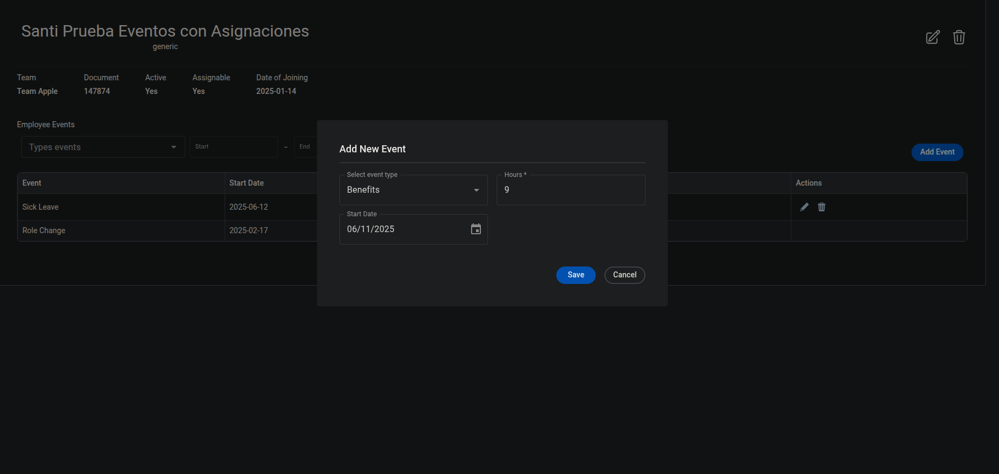 Santi Prueba Eventos con Asignaciones
generic
Team Document Active Assignable Date of Joining
Team Apple 147874 Yes Yes 2025-01-14
Employee Events
Types events Start – End
Add Event
Event Start Date Actions
Sick Leave 2025-06-12
Role Change 2025-02-17
Add New Event
Select event type Hours *
Benefits 9
Start Date
06/11/2025
Save Cancel